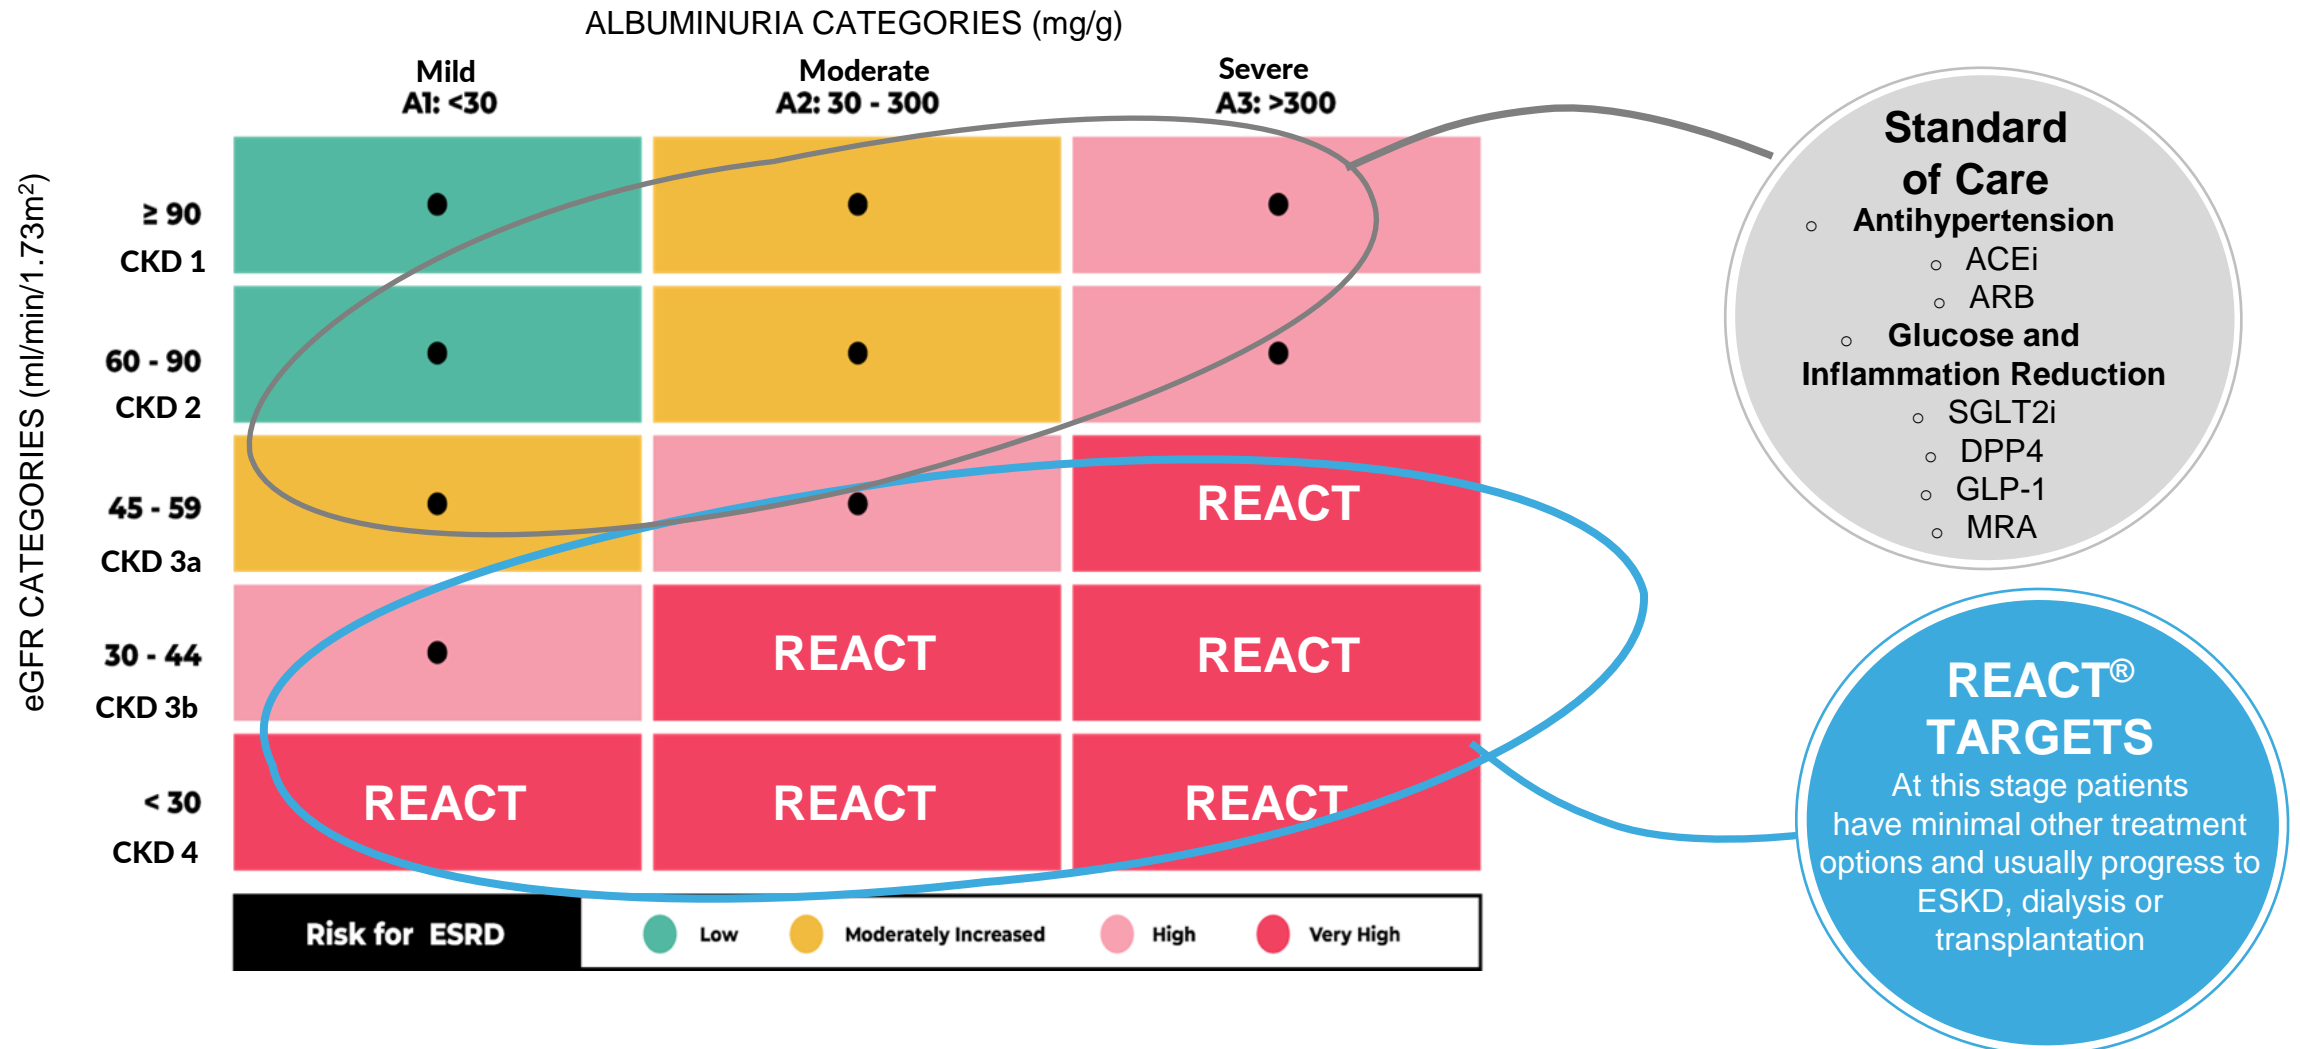 ALBUMINURIA CATEGORIES (mg/g)
Mild
A1: <30
Moderate
A2: 30 - 300
Severe
A3: >300
eGFR CATEGORIES (ml/min/1.73m²)
≥ 90
CKD 1
60 - 90
CKD 2
45 - 59
CKD 3a
REACT
30 - 44
CKD 3b
REACT
REACT
< 30
CKD 4
REACT
REACT
REACT
Risk for ESRD
Low
Moderately Increased
High
Very High
Standard
of Care
○ Antihypertension
○ ACEi
○ ARB
○ Glucose and
Inflammation Reduction
○ SGLT2i
○ DPP4
○ GLP-1
○ MRA
REACT®
TARGETS
At this stage patients
have minimal other treatment
options and usually progress to
ESKD, dialysis or
transplantation